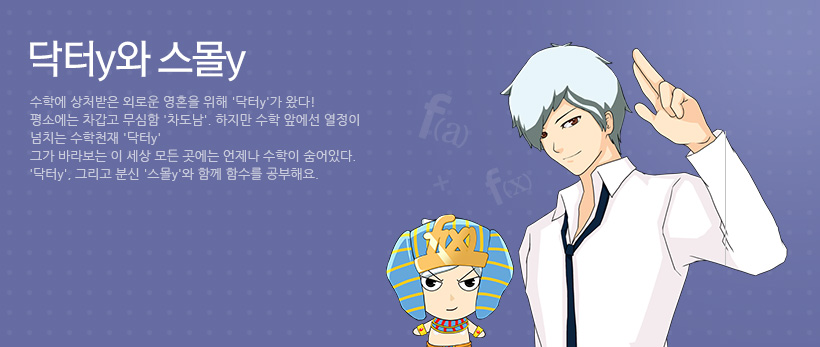 닥터y와 스몰y
수학에 상처받은 외로운 영혼을 위해 '닥터y'가 왔다!
평소에는 차갑고 무심함 '차도남'. 하지만 수학 앞에선 열정이
넘치는 수학천재 '닥터y'
그가 바라보는 이 세상 모든 곳에는 언제나 수학이 숨어있다.
'닥터y', 그리고 분신 '스몰y'와 함께 함수를 공부해요.
f(a)
+
f(x)
f(x)